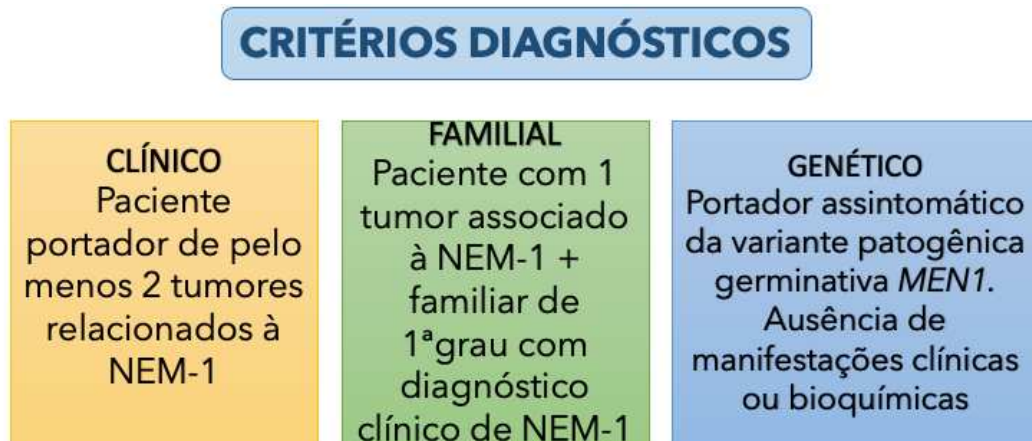 CRITÉRIOS DIAGNÓSTICOS
CLÍNICO
Paciente
portador de pelo
menos 2 tumores
relacionados à
NEM-1
FAMILIAL
Paciente com 1
tumor associado
à NEM-1 +
familiar de
1ªgrau com
diagnóstico
clínico de NEM-1
GENÉTICO
Portador assintomático
da variante patogênica
germinativa MEN1.
Ausência de
manifestações clínicas
ou bioquímicas